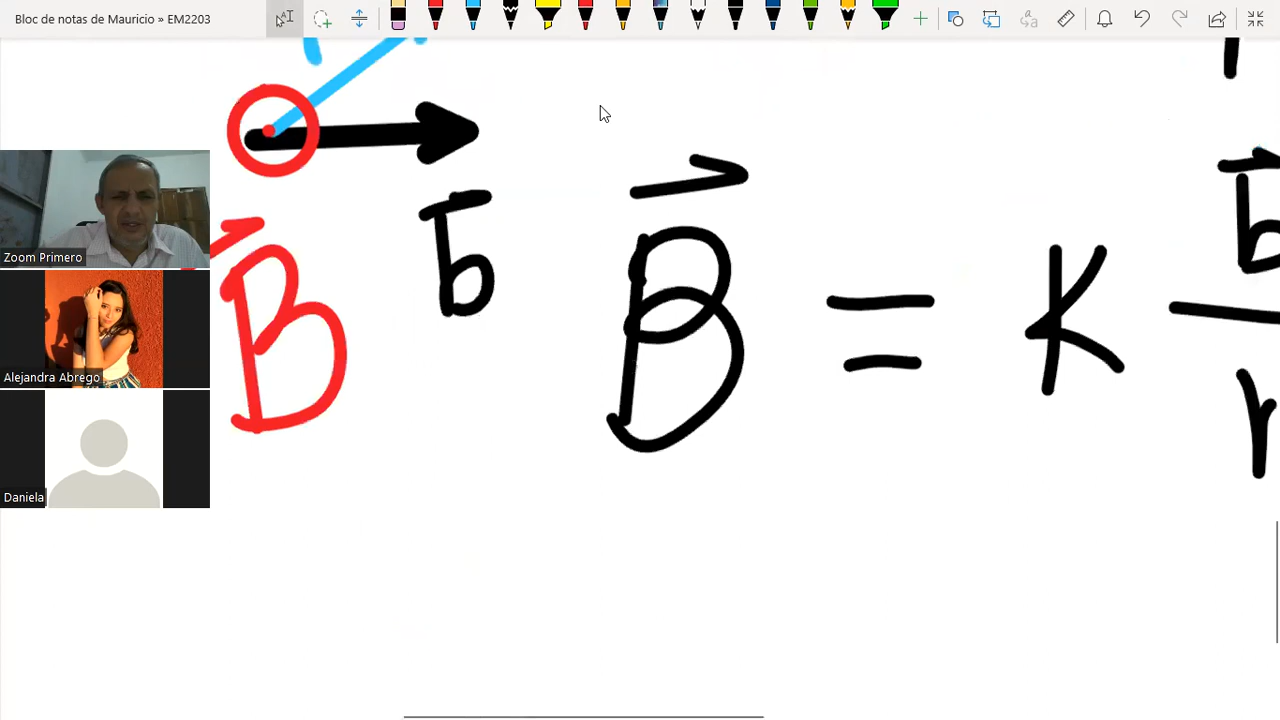 Bloc de notas de Mauricio » EM2203
Zoom Primero
Alejandra Abrego
Daniela
B
b
B = K b
r